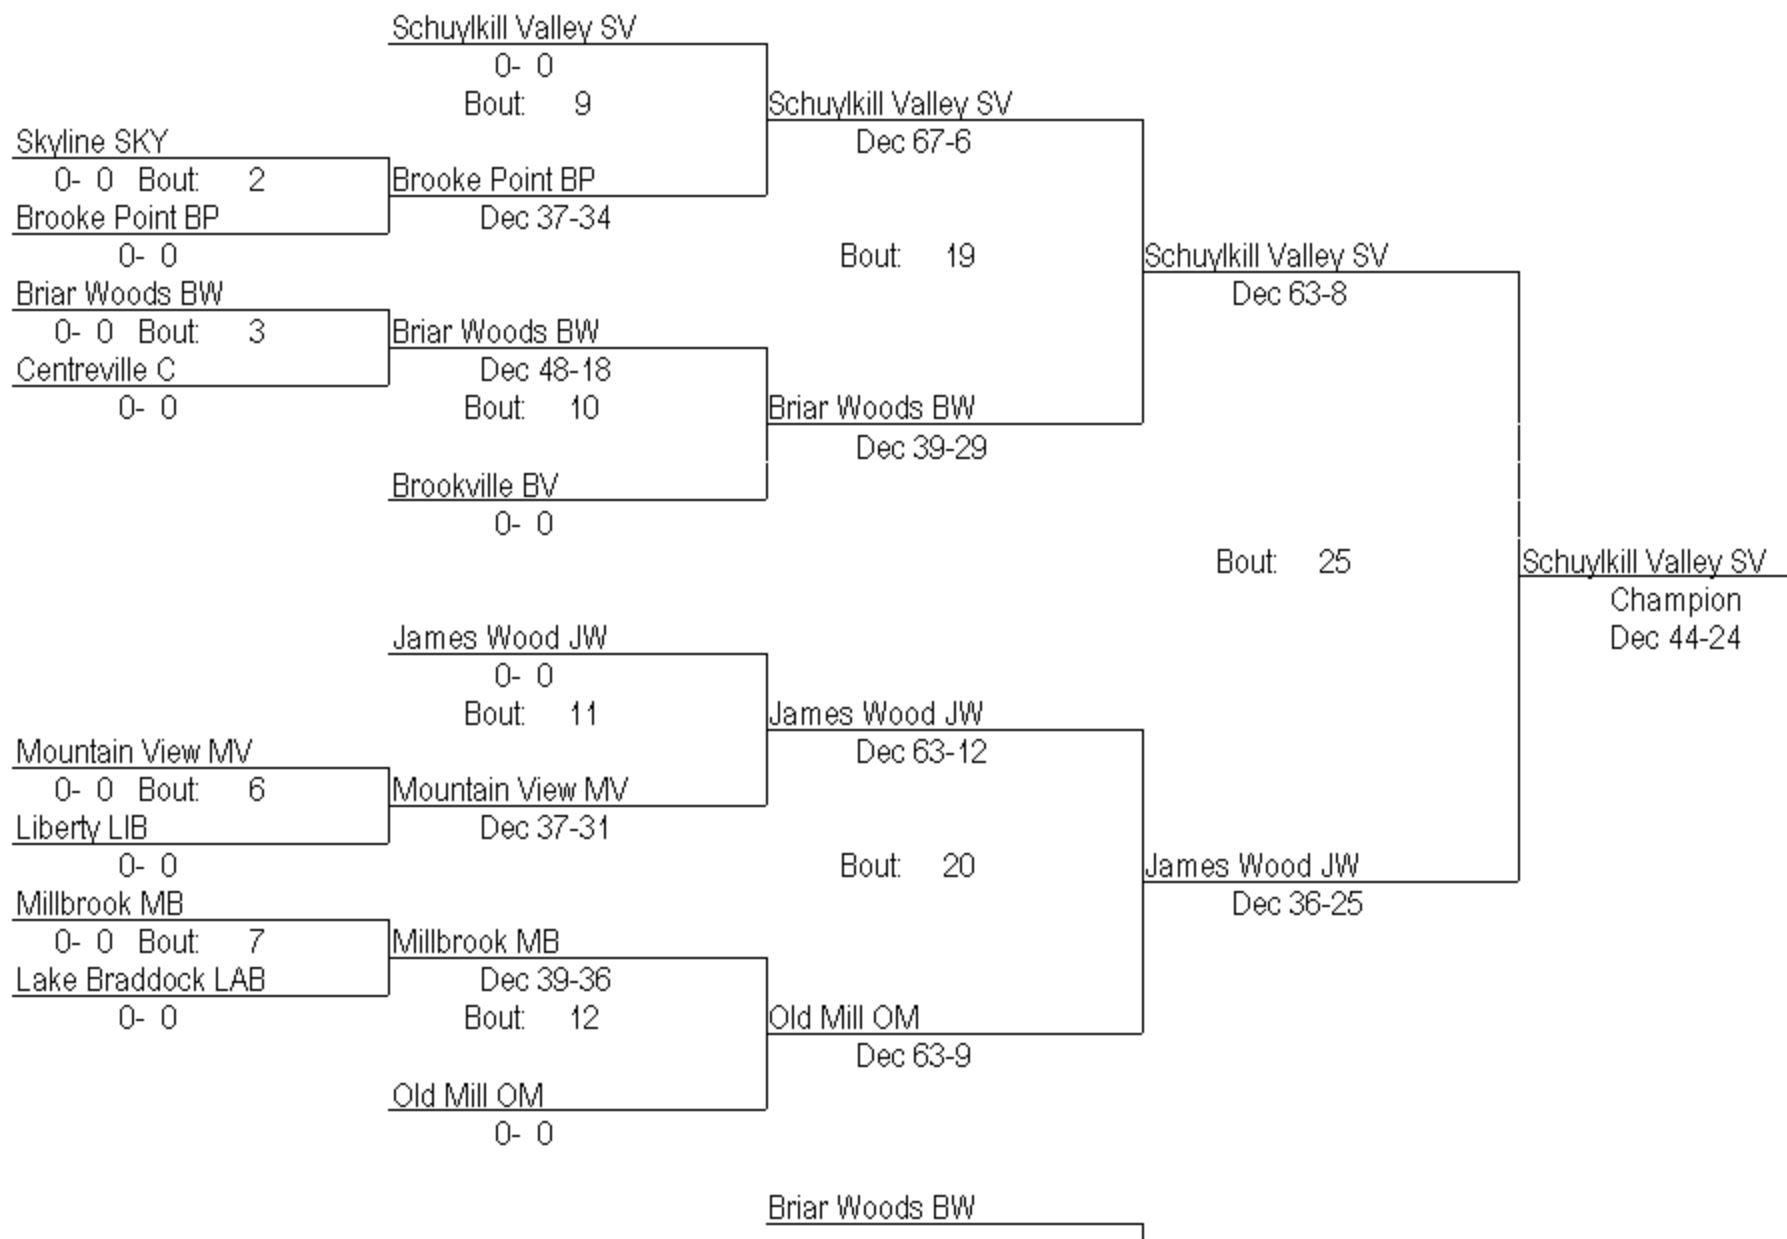 Schuylkill Valley SV
0- 0
Bout: 9
Schuylkill Valley SV
Dec 67-6
Skyline SKY
0- 0 Bout: 2
Brooke Point BP
Dec 37-34
Brooke Point BP
0- 0
Bout: 19
Schuylkill Valley SV
Dec 63-8
Briar Woods BW
0- 0 Bout: 3
Briar Woods BW
Dec 48-18
Centreville C
0- 0
Bout: 10
Briar Woods BW
Dec 39-29
Brookville BV
0- 0
Bout: 25
Schuylkill Valley SV
Champion
Dec 44-24
James Wood JW
0- 0
Bout: 11
James Wood JW
Dec 63-12
Mountain View MV
0- 0 Bout: 6
Mountain View MV
Dec 37-31
Liberty LIB
0- 0
Bout: 20
James Wood JW
Dec 36-25
Millbrook MB
0- 0 Bout: 7
Millbrook MB
Dec 39-36
Lake Braddock LAB
0- 0
Bout: 12
Old Mill OM
Dec 63-9
Old Mill OM
0- 0
Briar Woods BW